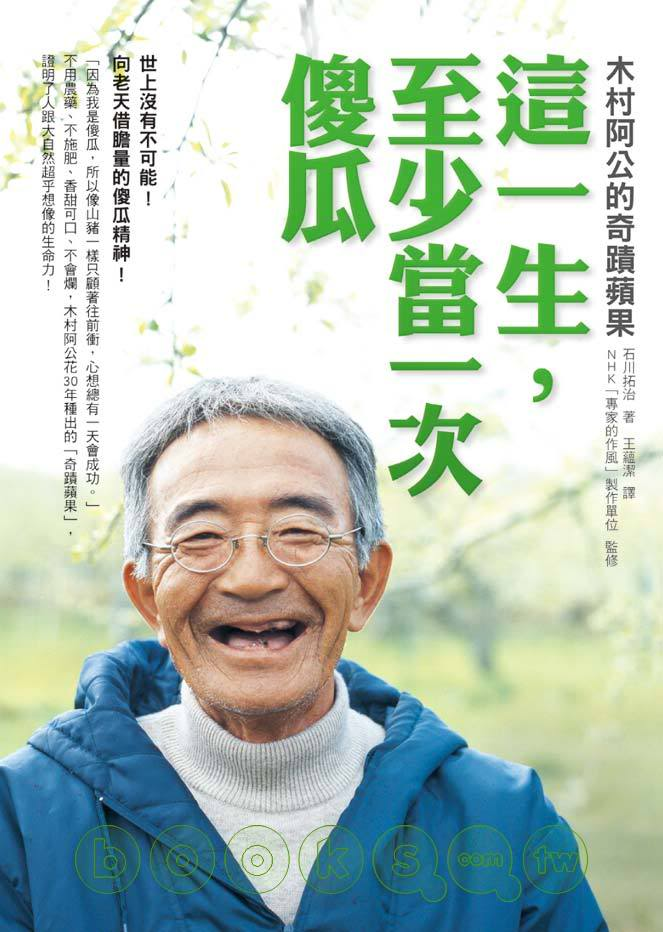 木村阿公的奇蹟蘋果
這一生，
至少當一次
傻瓜
石川拓治 著 王蘊潔 譯
NHK「專家的作風」製作單位 監修
世上沒有不可能！
向老天借膽量的傻瓜精神！
「因為我是傻瓜，所以像山豬一樣只顧著往前衝，心想總有一天會成功。」
不用農藥、不施肥、香甜可口、不會爛，木村阿公花30年種出的「奇蹟蘋果」，
證明了人跟大自然超乎想像的生命力！
books.com.tw